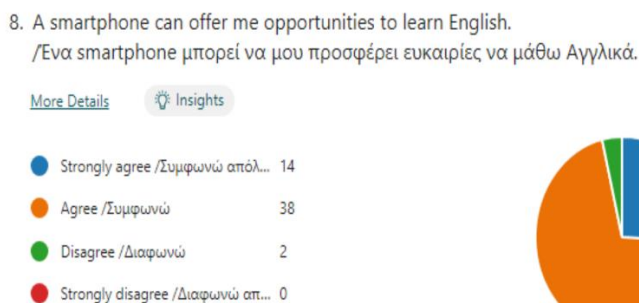 8. A smartphone can offer me opportunities to learn English.
/Ένα smartphone μπορεί να μου προσφέρει ευκαιρίες να μάθω Αγγλικά.
More Details Insights
Strongly agree /Συμφωνώ απόλ... 14
Agree /Συμφωνώ 38
Disagree /Διαφωνώ 2
Strongly disagree /Διαφωνώ απ... 0